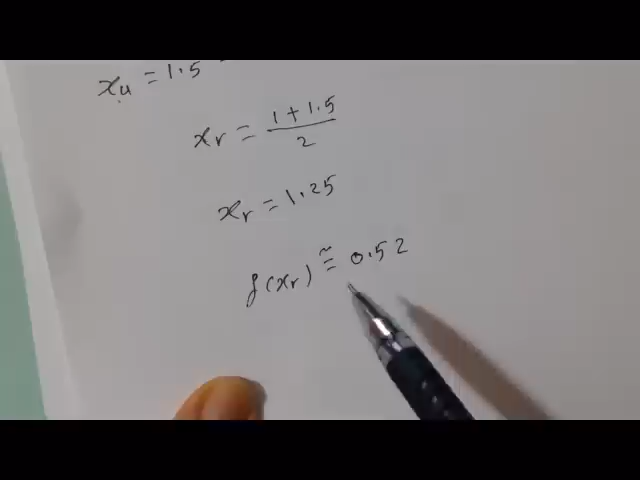 xu = 1.5
xr = (1 + 1.5)/2
xr = 1.25
f(xr) ≅ 0.52